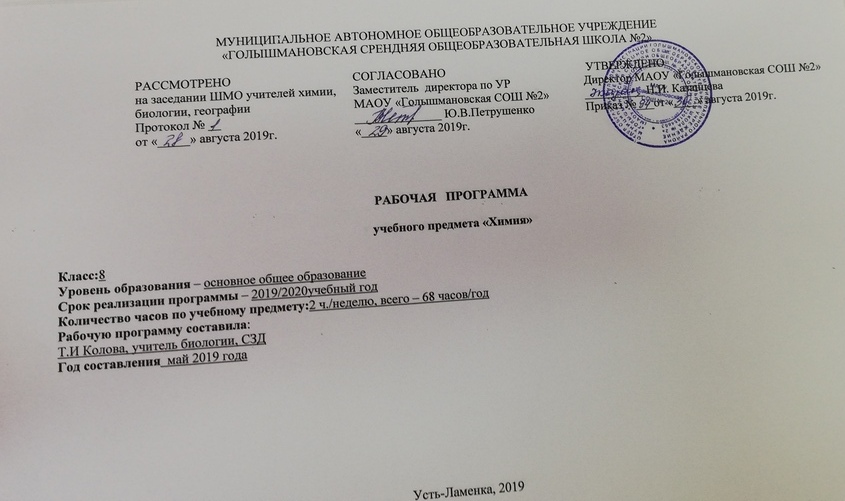 МУНИЦИПАЛЬНОЕ АВТОНОМНОЕ ОБЩЕОБРАЗОВАТЕЛЬНОЕ УЧРЕЖДЕНИЕ
«ГОЛЫШМАНОВСКАЯ СРЕНДНЯЯ ОБЩЕОБРАЗОВАТЕЛЬНАЯ ШКОЛА №2»
РАССМОТРЕНО
на заседании ШМО учителей химии,
биологии, географии
Протокол № 1
от «28» августа 2019г.
СОГЛАСОВАНО
Заместитель директора по УР
МАОУ «Голышмановская СОШ №2»
Ю.В.Петрушенко
«29» августа 2019г.
УТВЕРЖДЕНО
Директор МАОУ «Голышмановская СОШ №2»
Приказ № от « » августа 2019г.
РАБОЧАЯ ПРОГРАММА
учебного предмета «Химия»
Класс:8
Уровень образования – основное общее образование
Срок реализации программы – 2019/2020учебный год
Количество часов по учебному предмету:2 ч./неделю, всего – 68 часов/год
Рабочую программу составила:
Т.И Колова, учитель биологии, СЗД
Год составления май 2019 года
Усть-Ламенка, 2019